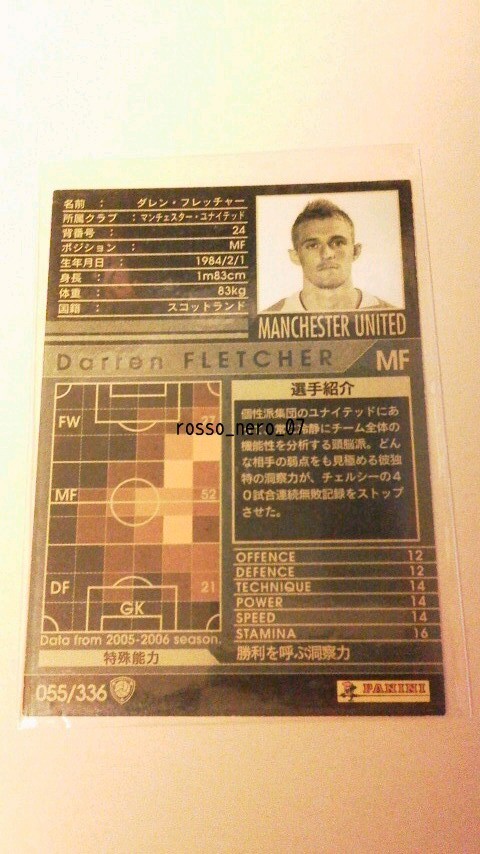 名前 : ダレン・フレッチャー
所属クラブ : マンチェスター・ユナイテッド
背番号 : 24
ポジション : MF
生年月日 : 1984/2/1
身長 : 1m83cm
体重 : 83kg
国籍 : スコットランド
MANCHESTER UNITED
Darren FLETCHER MF
FW 27
MF 52
DF 21
GK
Data from 2005-2006 season.
選手紹介
個性派集団のユナイテッドにあ
冷静にチーム全体の
機能性を分析する頭脳派。どん
な相手の弱点をも見極める彼独
特の洞察力が、チェルシーの4
0試合連続無敗記録をストップ
させた。
rosso_nero_07
OFFENCE 12
DEFENCE 12
TECHNIQUE 14
POWER 14
SPEED 14
STAMINA 16
特殊能力 勝利を呼ぶ洞察力
055/336
PANINI